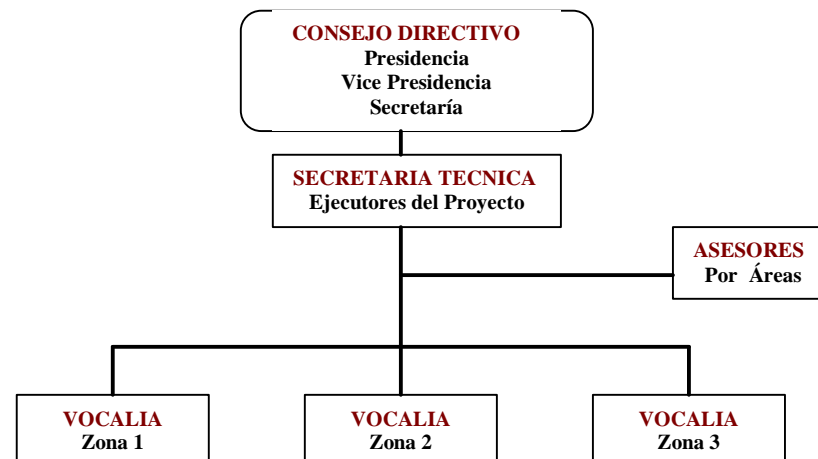 CONSEJO DIRECTIVO
Presidencia
Vice Presidencia
Secretaría
SECRETARIA TECNICA
Ejecutores del Proyecto
ASESORES
Por Áreas
VOCALIA
Zona 1
VOCALIA
Zona 2
VOCALIA
Zona 3